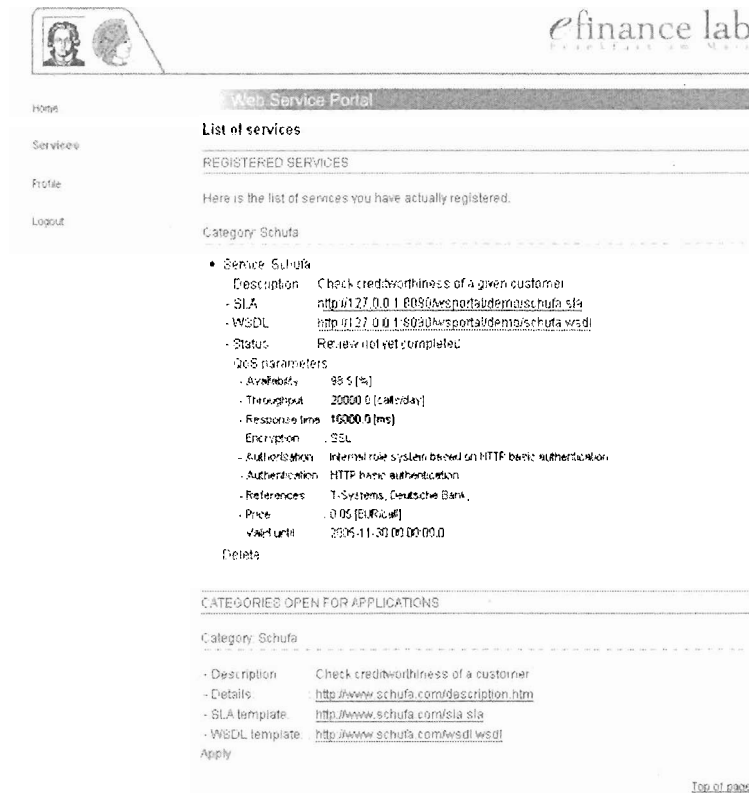 efinance lab
Frankfurt am Main
Home
Services
Profile
Logout
Web Service Portal
List of services
REGISTERED SERVICES
Here is the list of services you have actually registered.
Category: Schufa
• Service: Schufa
Description Check creditworthiness of a given customer
- SLA http://127.0.0.1:8080/wsportal/demo/schufa.sla
- WSDL http://127.0.0.1:8080/wsportal/demo/schufa.wsdl
- Status Review not yet completed
QoS parameters
- Availability 98.5 [%]
- Throughput 20000.0 [calls/day]
- Response time 16000.0 [ms]
Encryption : SSL
- Authorisation Internal role system based on HTTP basic authentication
- Authentication HTTP basic authentication
- References T-Systems, Deutsche Bank,
- Price : 0.05 [EUR/call]
Valid until 2005-11-30 00:00:00.0
Delete
CATEGORIES OPEN FOR APPLICATIONS
Category: Schufa
- Description Check creditworthiness of a customer
- Details : http://www.schufa.com/description.htm
- SLA template: http://www.schufa.com/sla.sla
- WSDL template: http://www.schufa.com/wsdl.wsdl
Apply
Top of page